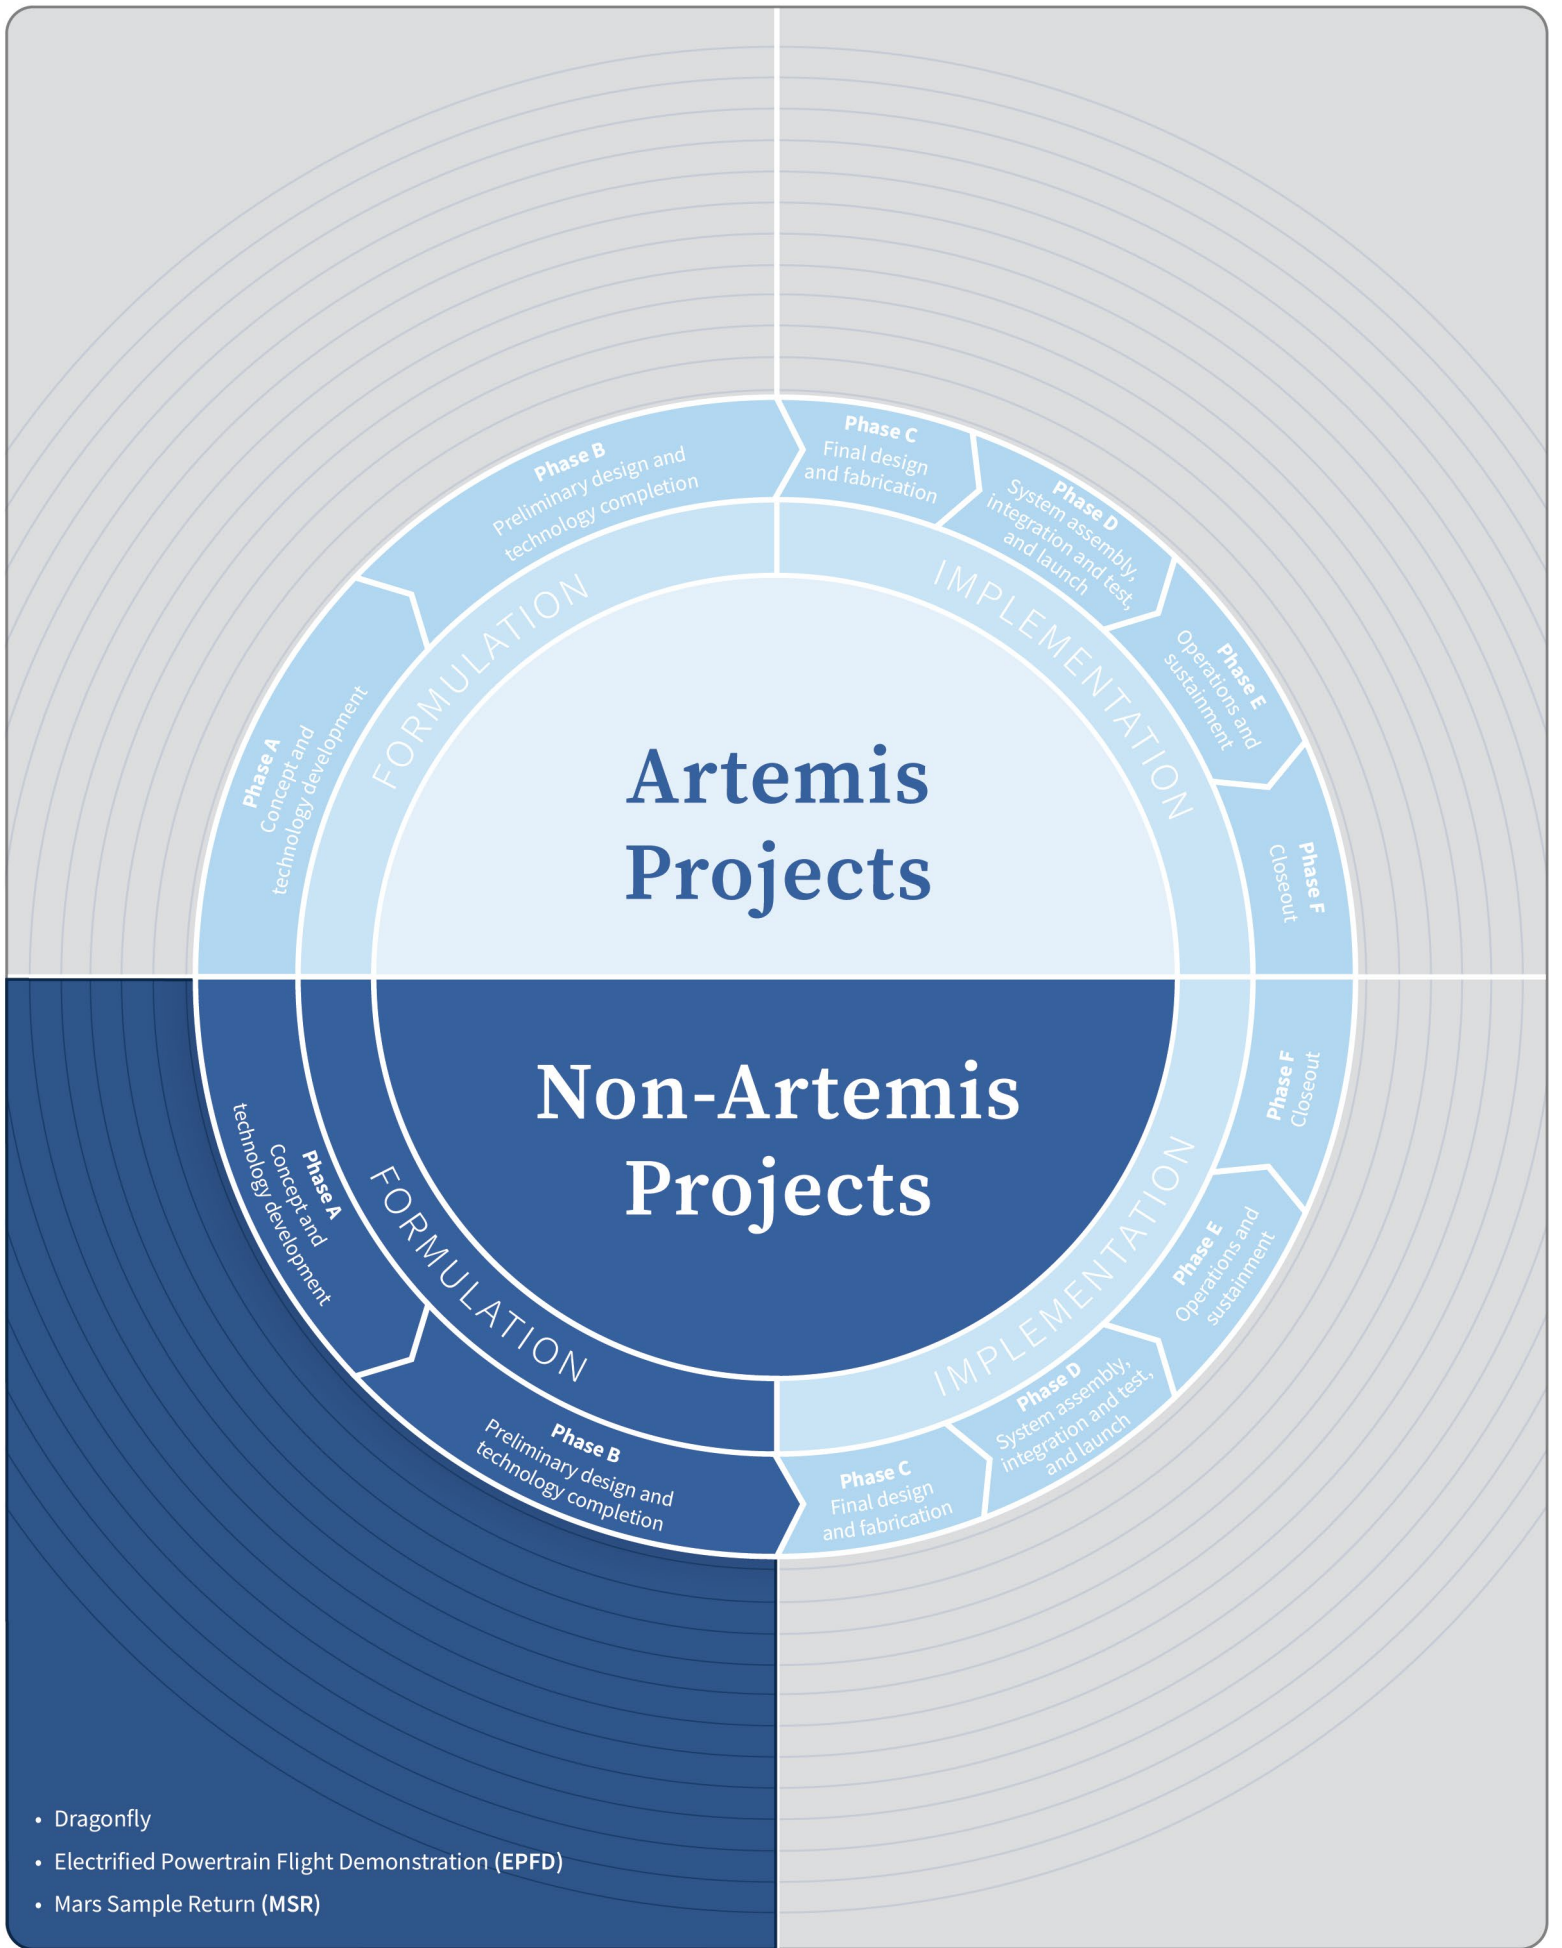 Phase B
Preliminary design and
technology completion
Phase C
Final design
and fabrication
Phase D
System assembly,
integration and test,
and launch
Phase A
Concept and
technology development
FORMULATION
IMPLEMENTATION
Phase E
Operations and
sustainment
Phase F
Closeout
Artemis
Projects
Non-Artemis
Projects
Phase A
Concept and
technology development
FORMULATION
IMPLEMENTATION
Phase F
Closeout
Phase E
Operations and
sustainment
Phase B
Preliminary design and
technology completion
Phase C
Final design
and fabrication
Phase D
System assembly,
integration and test,
and launch
• Dragonfly
• Electrified Powertrain Flight Demonstration (EPFD)
• Mars Sample Return (MSR)